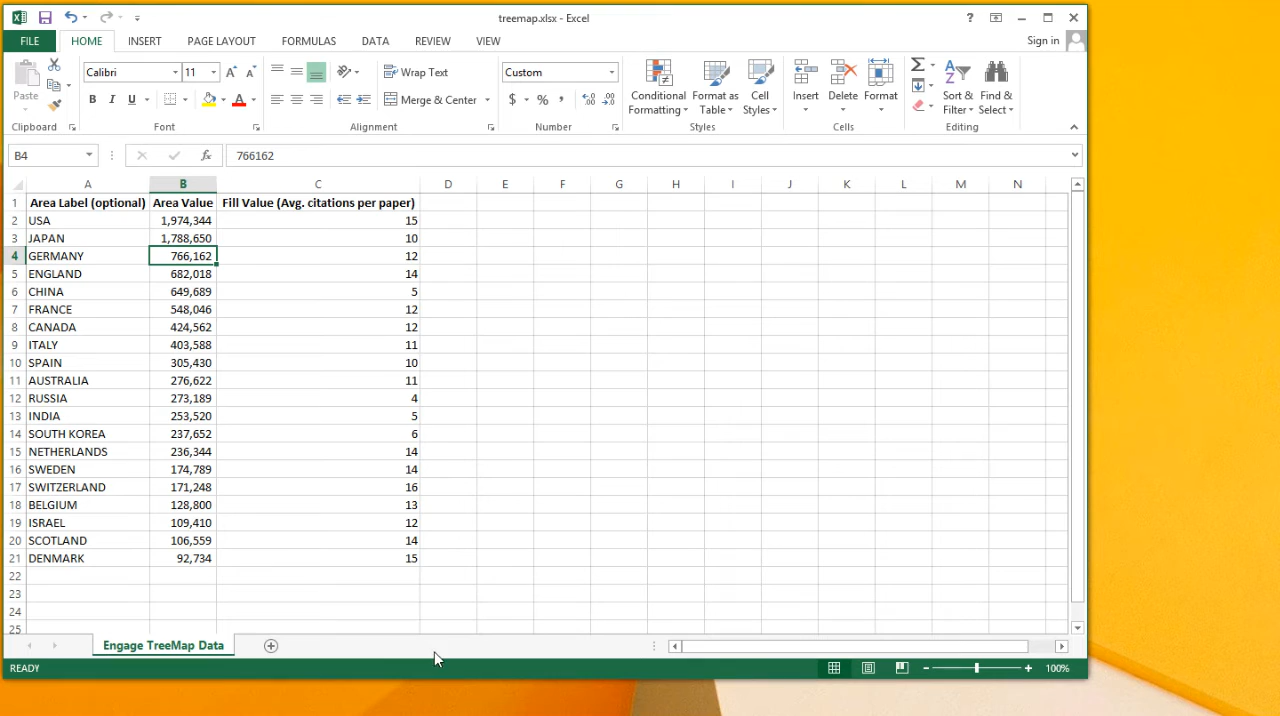 treemap.xlsx - Excel
FILE HOME INSERT PAGE LAYOUT FORMULAS DATA REVIEW VIEW Sign in
Paste Calibri 11 Wrap Text Merge & Center Custom Conditional Formatting Format as Table Cell Styles Insert Delete Format Sort & Filter Find & Select
Clipboard Font Alignment Number Styles Cells Editing
B4 fx 766162
A B C D E F G H I J K L M N
1 Area Label (optional) Area Value Fill Value (Avg. citations per paper)
2 USA 1,974,344 15
3 JAPAN 1,788,650 10
4 GERMANY 766,162 12
5 ENGLAND 682,018 14
6 CHINA 649,689 5
7 FRANCE 548,046 12
8 CANADA 424,562 12
9 ITALY 403,588 11
10 SPAIN 305,430 10
11 AUSTRALIA 276,622 11
12 RUSSIA 273,189 4
13 INDIA 253,520 5
14 SOUTH KOREA 237,652 6
15 NETHERLANDS 236,344 14
16 SWEDEN 174,789 14
17 SWITZERLAND 171,248 16
18 BELGIUM 128,800 13
19 ISRAEL 109,410 12
20 SCOTLAND 106,559 14
21 DENMARK 92,734 15
22
23
24
25
Engage TreeMap Data
READY 100%